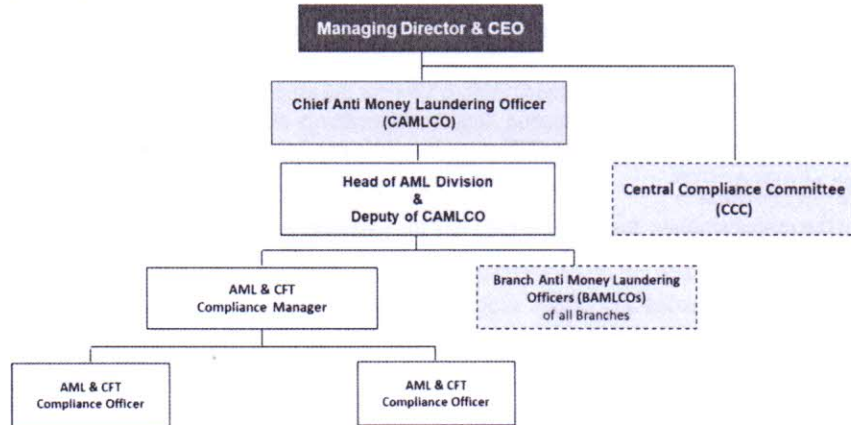 Managing Director & CEO
Chief Anti Money Laundering Officer
(CAMLCO)
Head of AML Division
&
Deputy of CAMLCO
Central Compliance Committee
(CCC)
AML & CFT
Compliance Manager
Branch Anti Money Laundering
Officers (BAMLCOs)
of all Branches
AML & CFT
Compliance Officer
AML & CFT
Compliance Officer